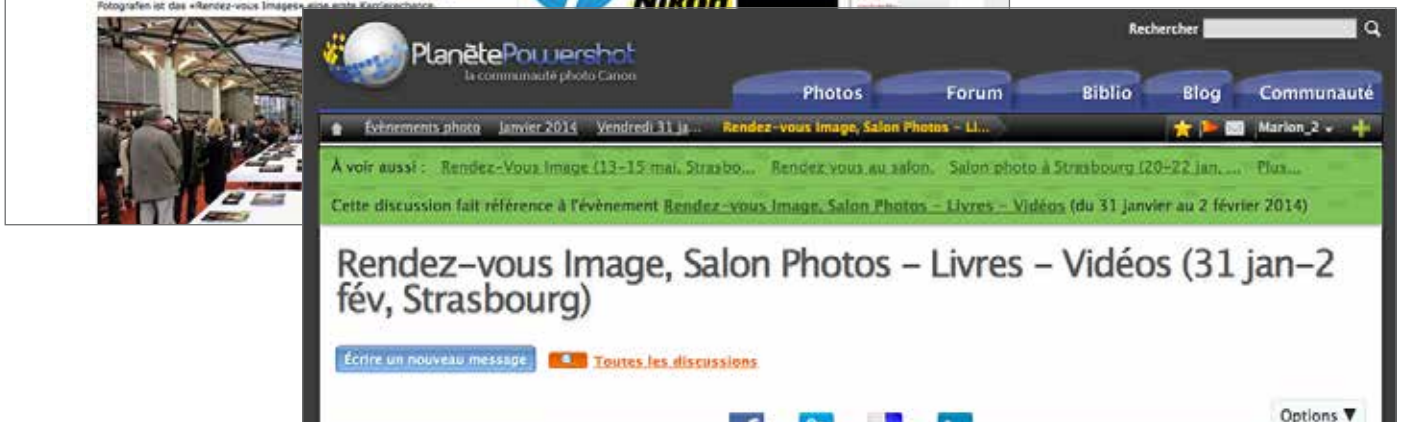 Fotografen ist das «Rendez-vous Images» eine erste Karrierechance.
Nikon
Rechercher
PlanètePowershot
la communauté photo Canon
Photos Forum Biblio Blog Communauté
Évènements photo Janvier 2014 Vendredi 31 ja... Rendez-vous Image, Salon Photos – Li... Marion_2
À voir aussi : Rendez-Vous Image (13-15 mai, Strasbo... Rendez vous au salon. Salon photo à Strasbourg (20-22 jan, ... Plus...
Cette discussion fait référence à l'évènement Rendez-vous Image, Salon Photos – Livres – Vidéos (du 31 janvier au 2 février 2014)
Rendez-vous Image, Salon Photos – Livres – Vidéos (31 jan-2
fév, Strasbourg)
Écrire un nouveau message Toutes les discussions
Options ▼